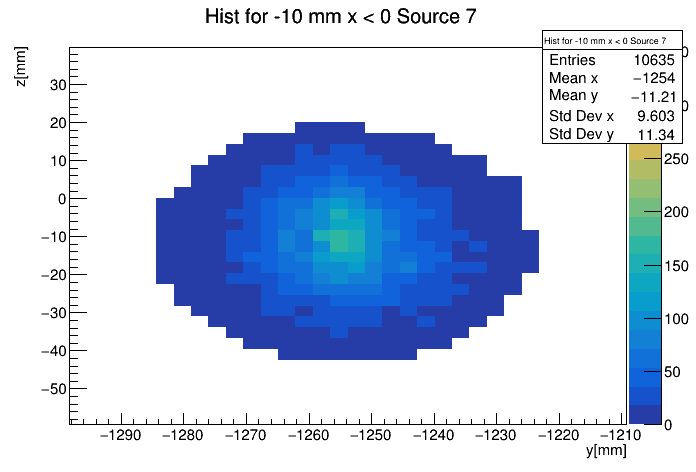 Hist for -10 mm x < 0 Source 7
z[mm]
Hist for -10 mm x < 0 Source 7
Entries 10635
Mean x −1254
Mean y −11.21
Std Dev x 9.603
Std Dev y 11.34
30
20
10
0
−10
−20
−30
−40
−50
−1290 −1280 −1270 −1260 −1250 −1240 −1230 −1220 −1210
y[mm]
250
200
150
100
50
0